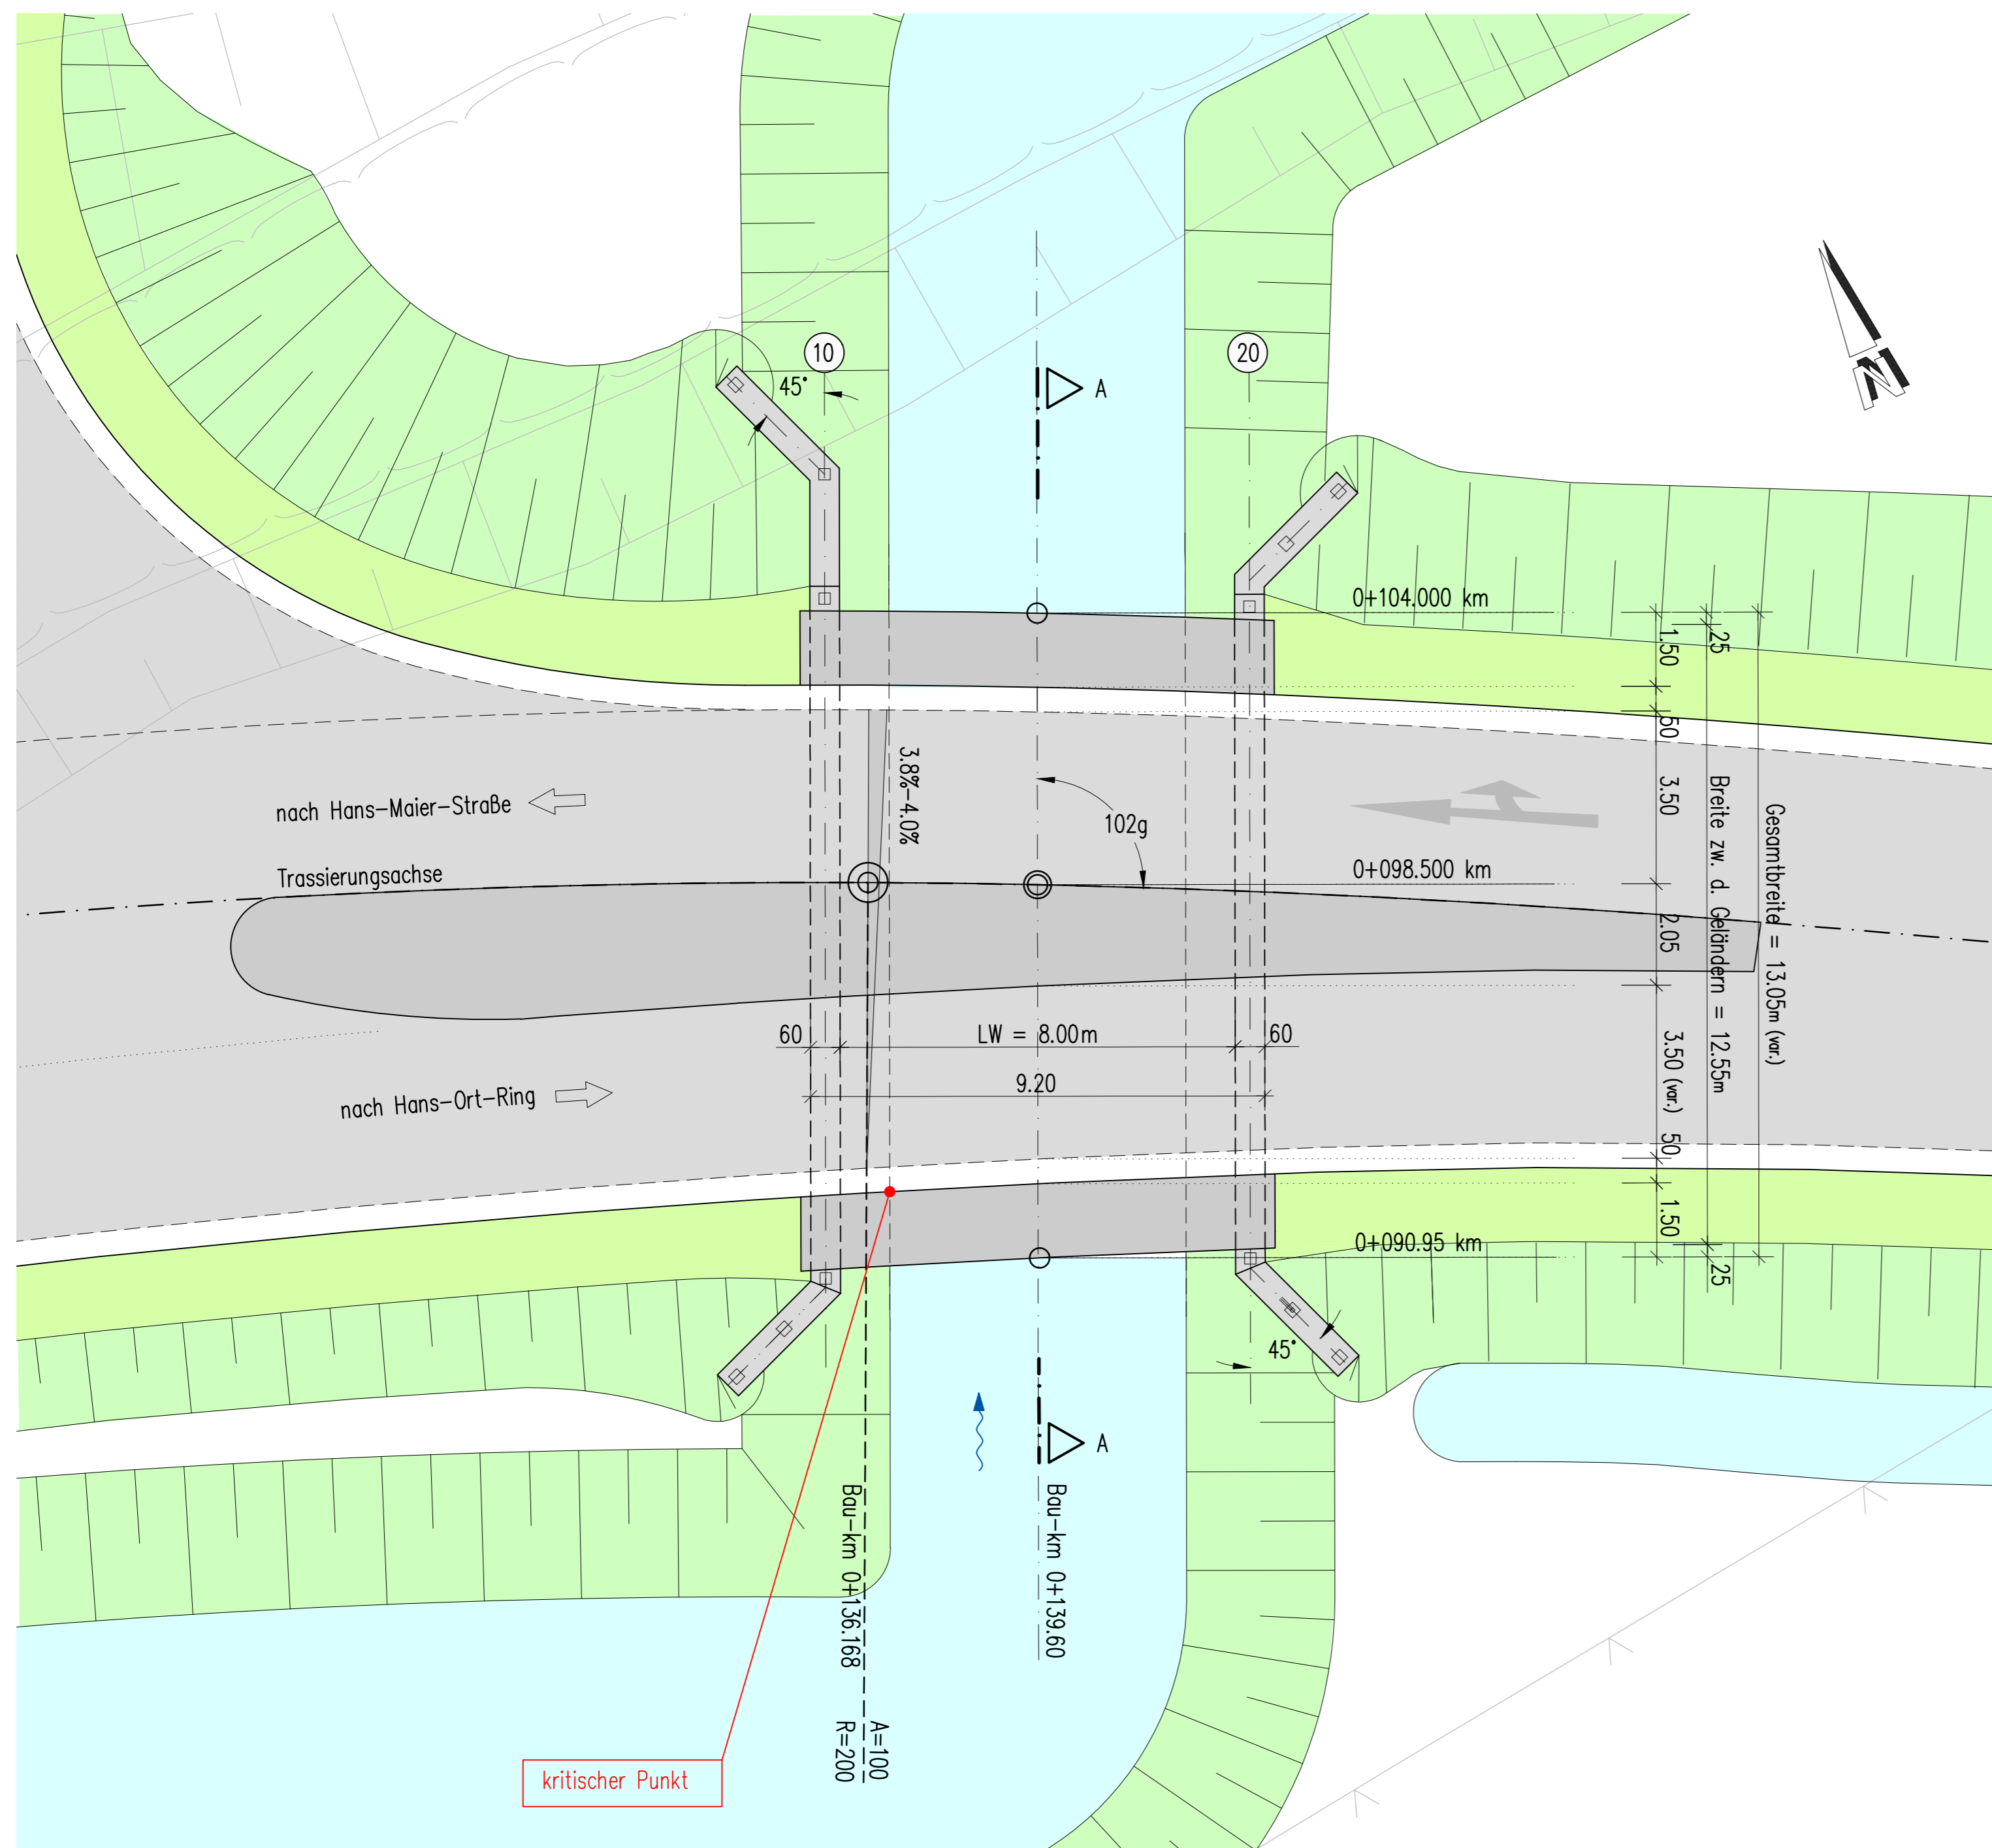 10
20
45°
A
N
0+104.000 km
25
1.50
50
3.8%-4.0%
nach Hans-Maier-Straße
3.50
Breite zw. d. Geländern = 12.55m
Gesamtbreite = 13.05m (var.)
102g
Trassierungsachse
0+098.500 km
2.05
60
LW = 8.00m
60
9.20
3.50 (var.)
nach Hans-Ort-Ring
50
1.50
0+090.95 km
25
45°
A
Bau-km 0+136.168
Bau-km 0+139.60
A=100
R=200
kritischer Punkt